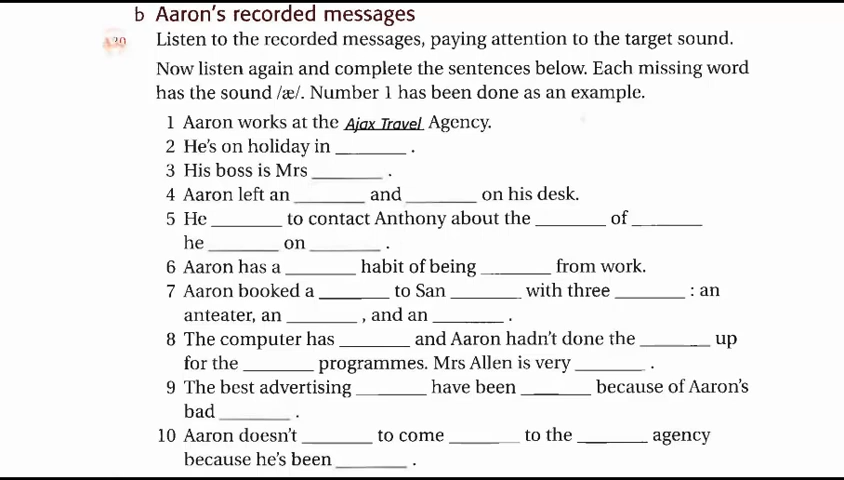 b Aaron's recorded messages
Listen to the recorded messages, paying attention to the target sound.
Now listen again and complete the sentences below. Each missing word
has the sound /æ/. Number 1 has been done as an example.
1 Aaron works at the Ajax Travel Agency.
2 He's on holiday in ________ .
3 His boss is Mrs ________ .
4 Aaron left an ________ and ________ on his desk.
5 He ________ to contact Anthony about the ________ of ________
he ________ on ________ .
6 Aaron has a ________ habit of being ________ from work.
7 Aaron booked a ________ to San ________ with three ________ : an
anteater, an ________ , and an ________ .
8 The computer has ________ and Aaron hadn't done the ________ up
for the ________ programmes. Mrs Allen is very ________ .
9 The best advertising ________ have been ________ because of Aaron's
bad ________ .
10 Aaron doesn't ________ to come ________ to the ________ agency
because he's been ________ .